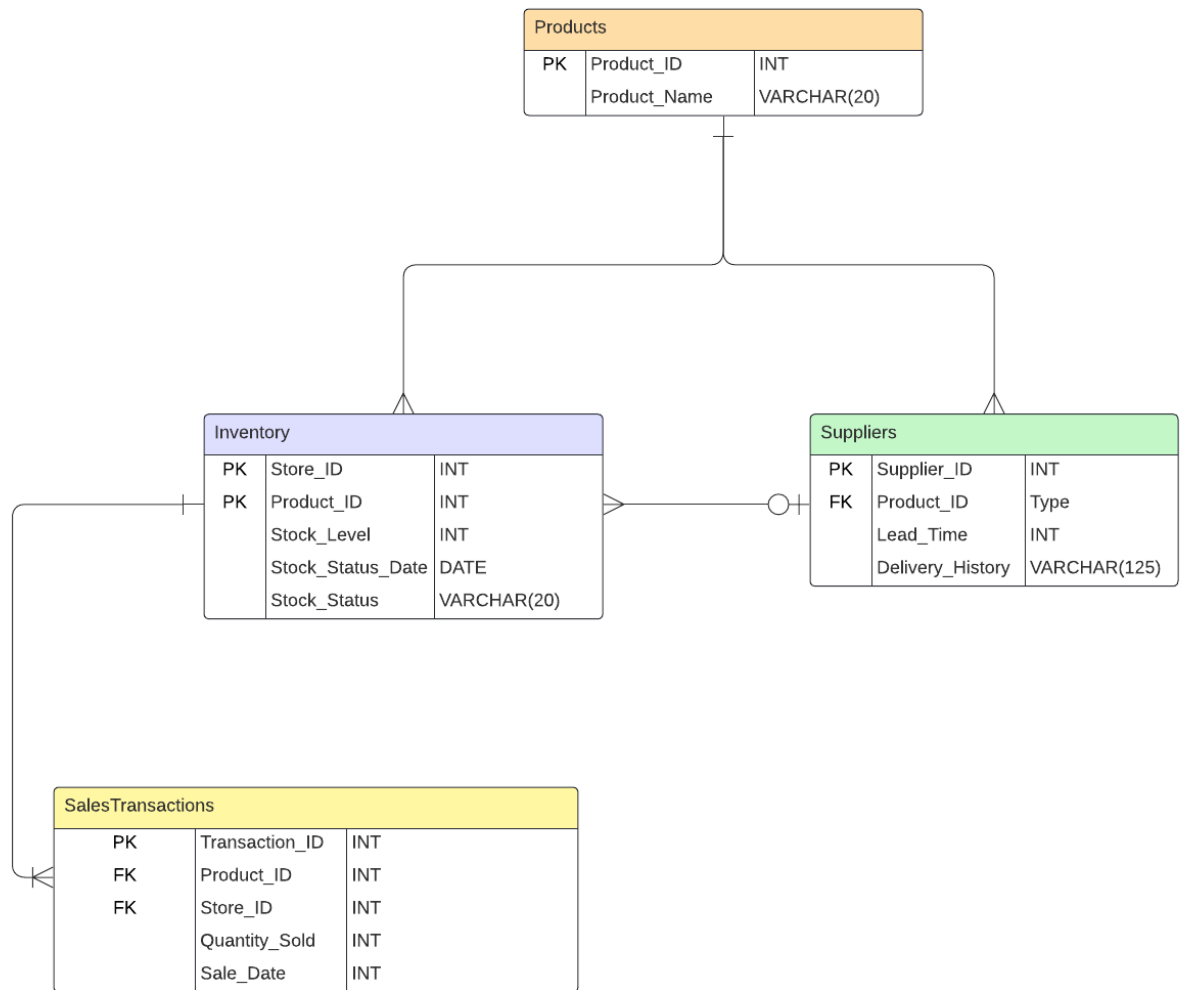 Products
PK Product_ID INT
Product_Name VARCHAR(20)
Inventory
PK Store_ID INT
PK Product_ID INT
Stock_Level INT
Stock_Status_Date DATE
Stock_Status VARCHAR(20)
Suppliers
PK Supplier_ID INT
FK Product_ID Type
Lead_Time INT
Delivery_History VARCHAR(125)
SalesTransactions
PK Transaction_ID INT
FK Product_ID INT
FK Store_ID INT
Quantity_Sold INT
Sale_Date INT